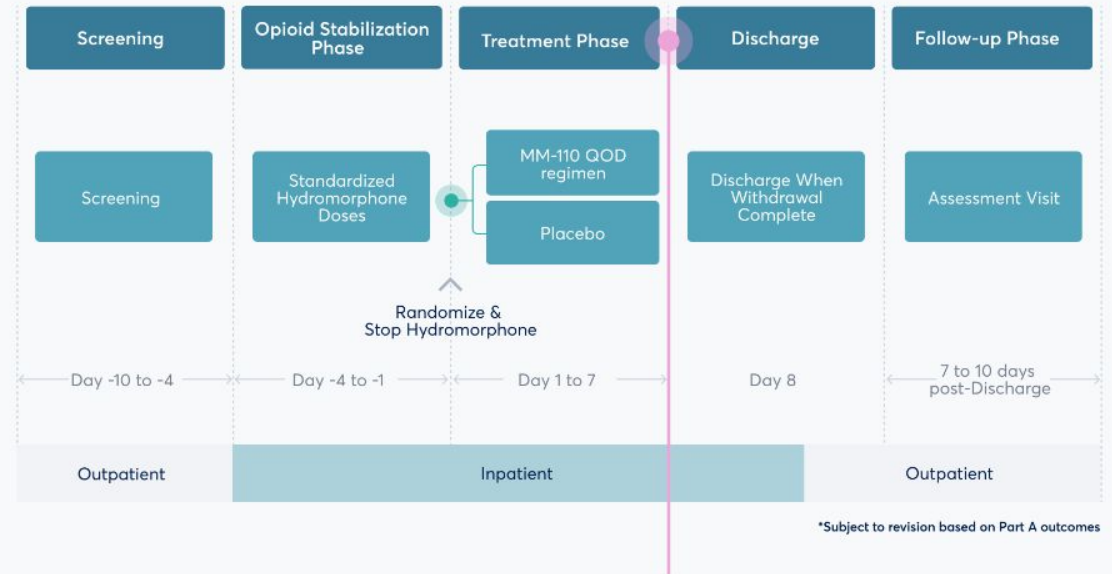 Screening
Opioid Stabilization
Phase
Treatment Phase
Discharge
Follow-up Phase
Screening
Standardized
Hydromorphone
Doses
MM-110 QOD
regimen
Placebo
Discharge When
Withdrawal
Complete
Assessment Visit
Randomize &
Stop Hydromorphone
Day -10 to -4
Day -4 to -1
Day 1 to 7
Day 8
7 to 10 days
post-Discharge
Outpatient
Inpatient
Outpatient
*Subject to revision based on Part A outcomes